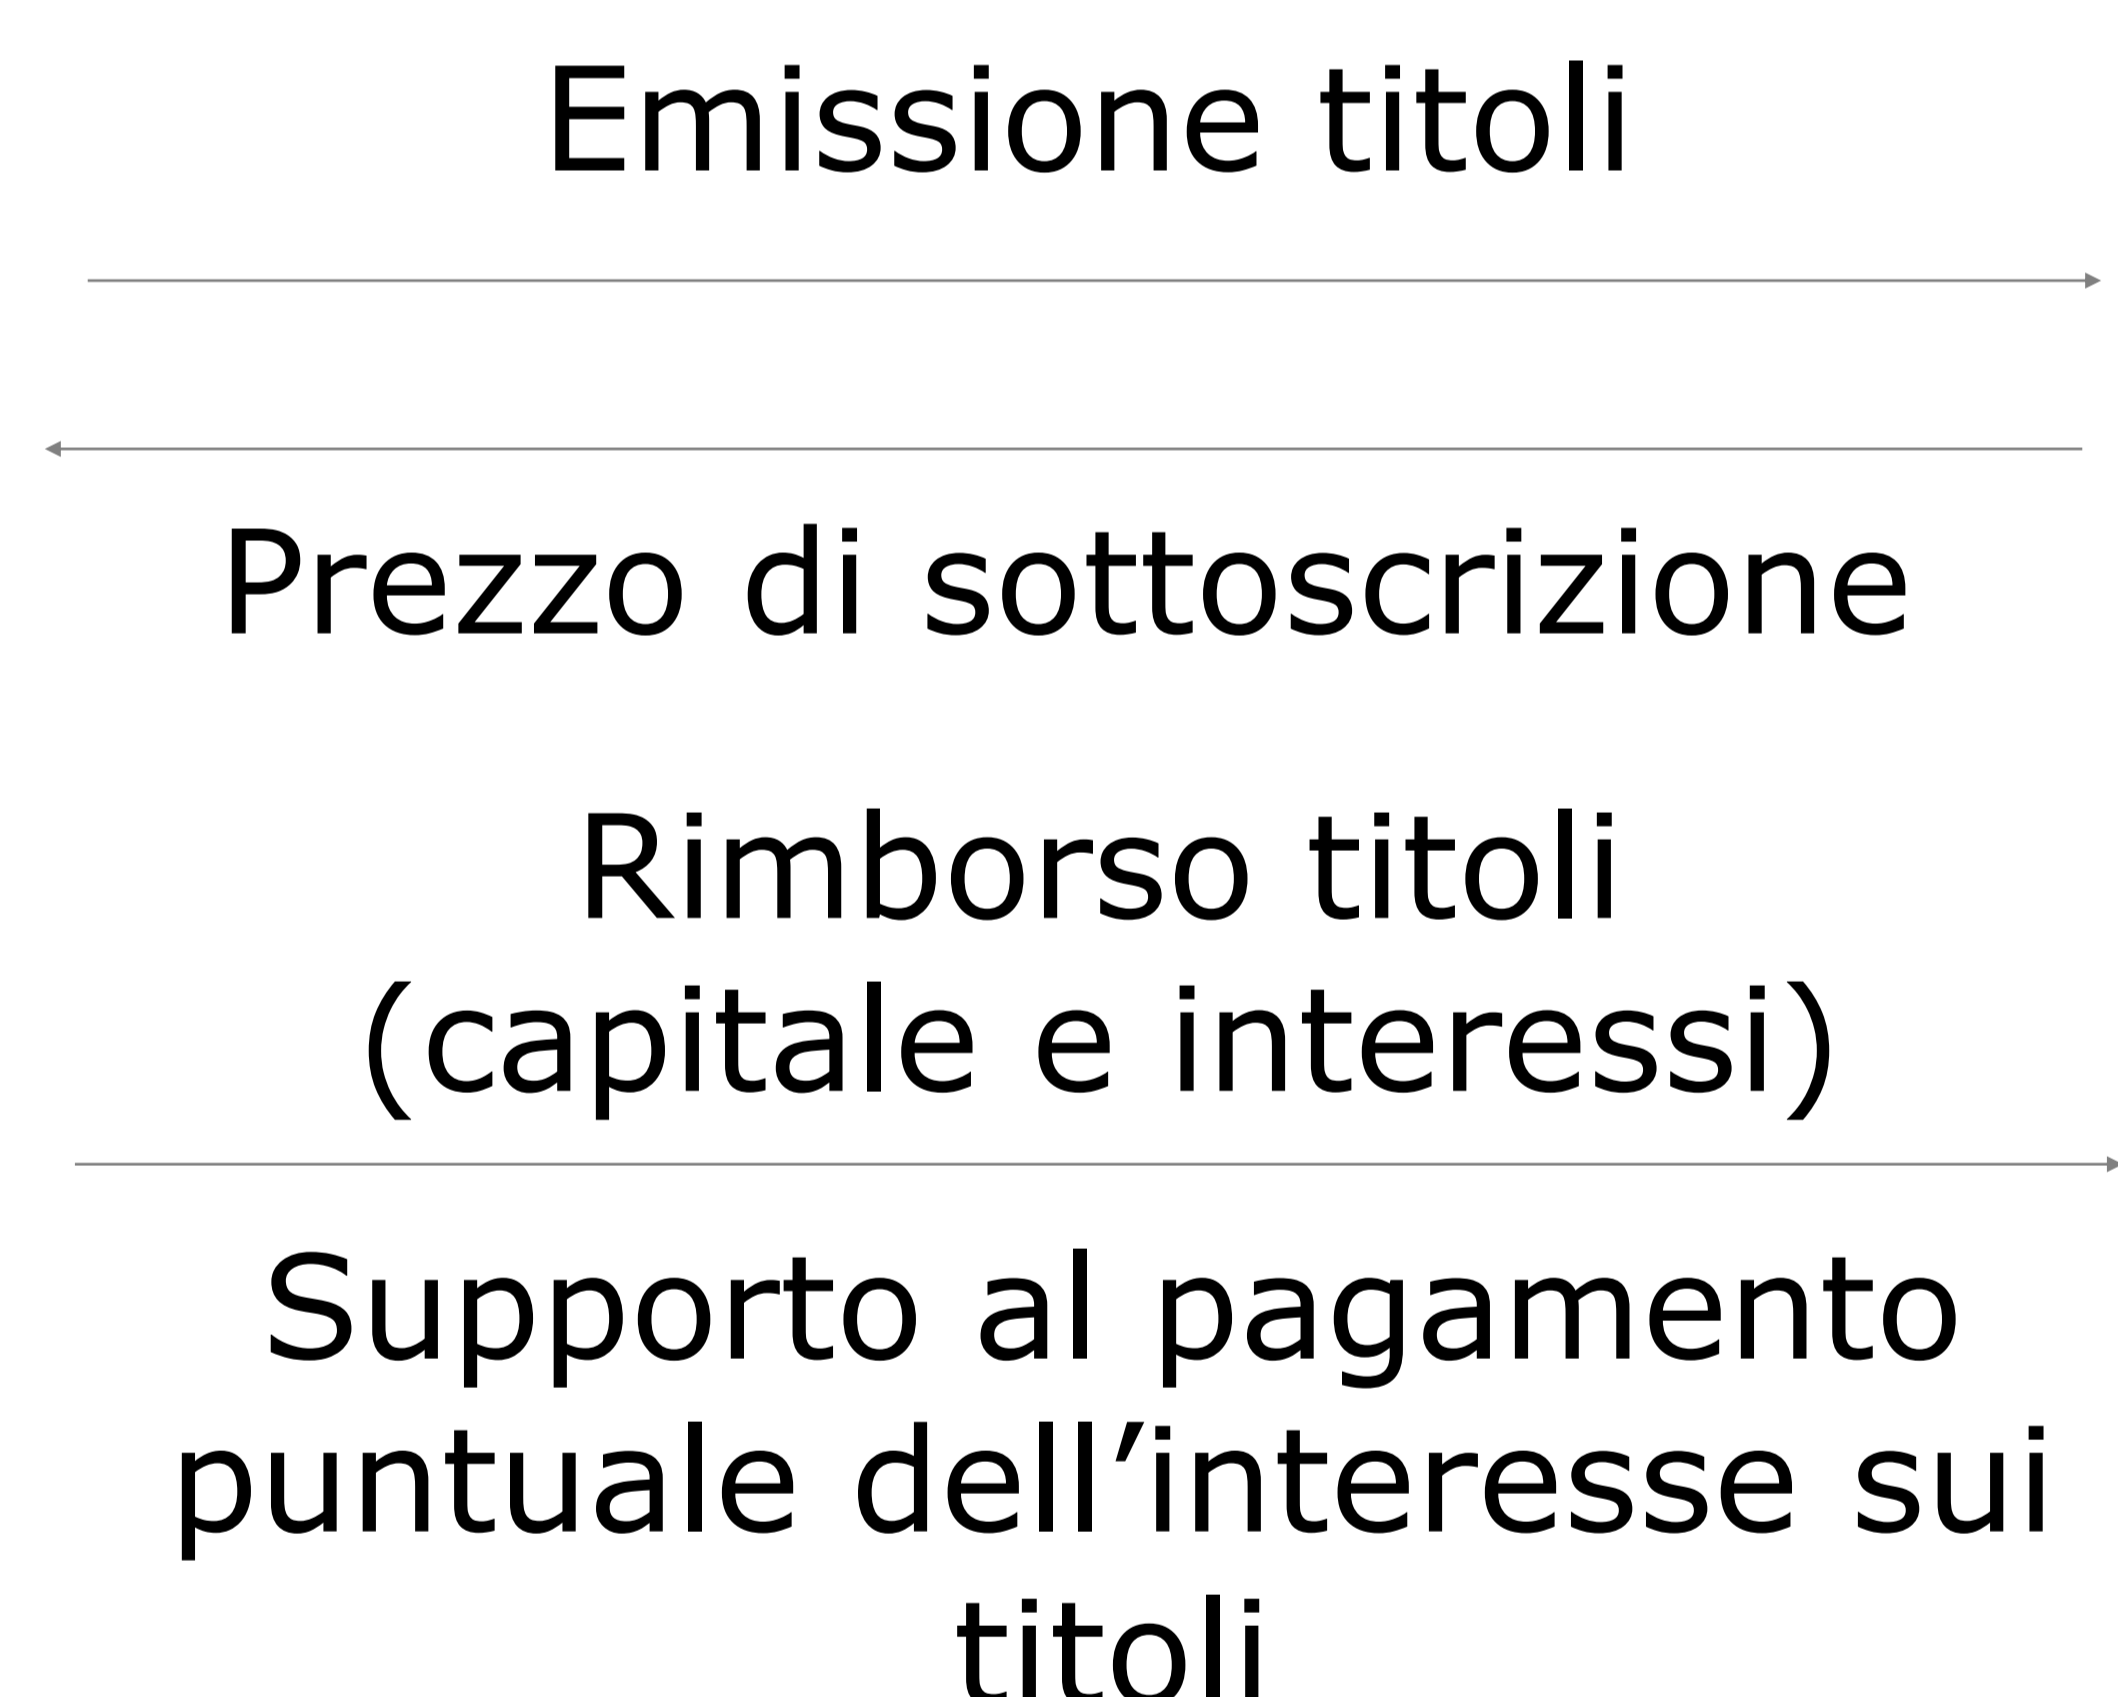 Emissione titoli
Prezzo di sottoscrizione
Rimborso titoli
(capitale e interessi)
Supporto al pagamento
puntuale dell’interesse sui
titoli